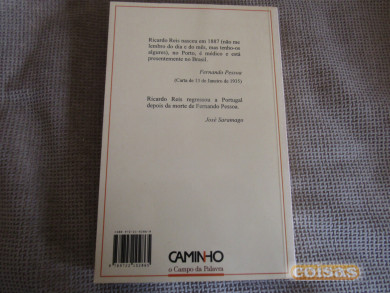 Ricardo Reis nasceu em 1887 (não me
lembro do dia e do mês, mas tenho-os
algures), no Porto, é médico e está
presentemente no Brasil.
Fernando Pessoa
(Carta de 13 de Janeiro de 1935)
Ricardo Reis regressou a Portugal
depois da morte de Fernando Pessoa.
José Saramago
CAMINHO
o Campo da Palavra
COISAS